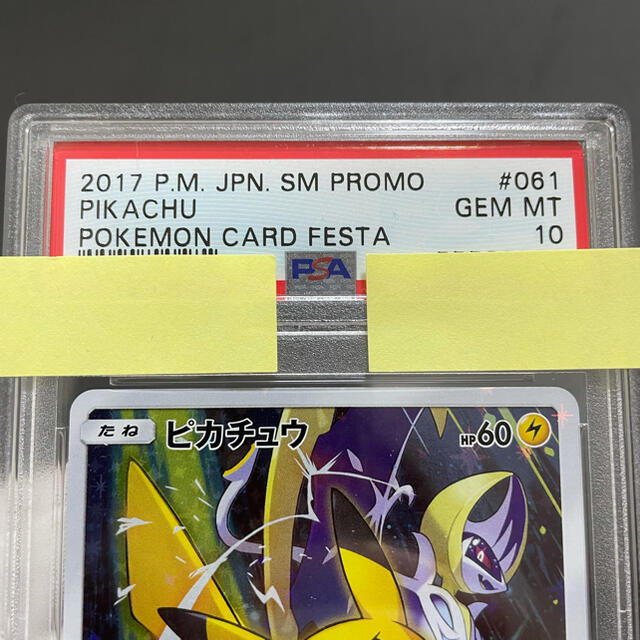 2017 P.M. JPN. SM PROMO #061
PIKACHU GEM MT
POKEMON CARD FESTA 10
PSA
たね ピカチュウ HP60